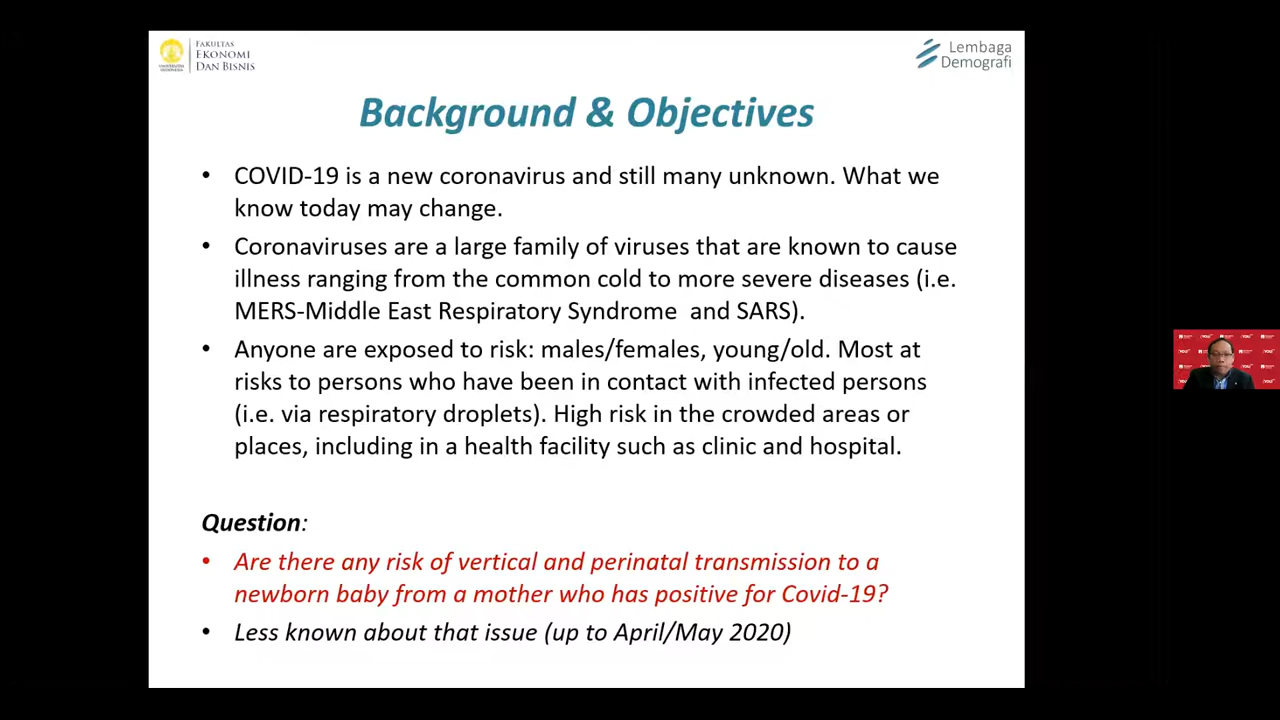 FAKULTAS
EKONOMI
DAN BISNIS
UNIVERSITAS
INDONESIA
Lembaga
Demografi
Background & Objectives
• COVID-19 is a new coronavirus and still many unknown. What we
know today may change.
• Coronaviruses are a large family of viruses that are known to cause
illness ranging from the common cold to more severe diseases (i.e.
MERS-Middle East Respiratory Syndrome and SARS).
• Anyone are exposed to risk: males/females, young/old. Most at
risks to persons who have been in contact with infected persons
(i.e. via respiratory droplets). High risk in the crowded areas or
places, including in a health facility such as clinic and hospital.
Question:
• Are there any risk of vertical and perinatal transmission to a
newborn baby from a mother who has positive for Covid-19?
• Less known about that issue (up to April/May 2020)